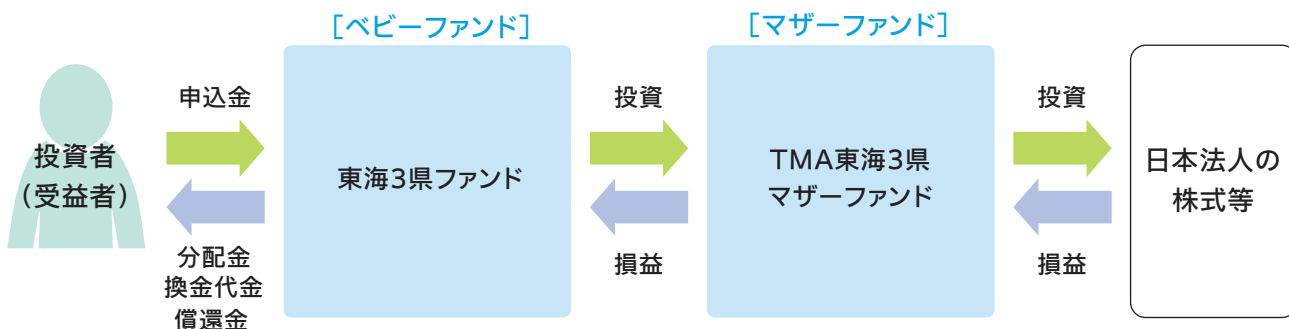 [ベビーファンド]
[マザーファンド]
投資者
(受益者)
申込金
分配金
換金代金
償還金
東海3県ファンド
投資
損益
TMA東海3県
マザーファンド
投資
損益
日本法人の
株式等